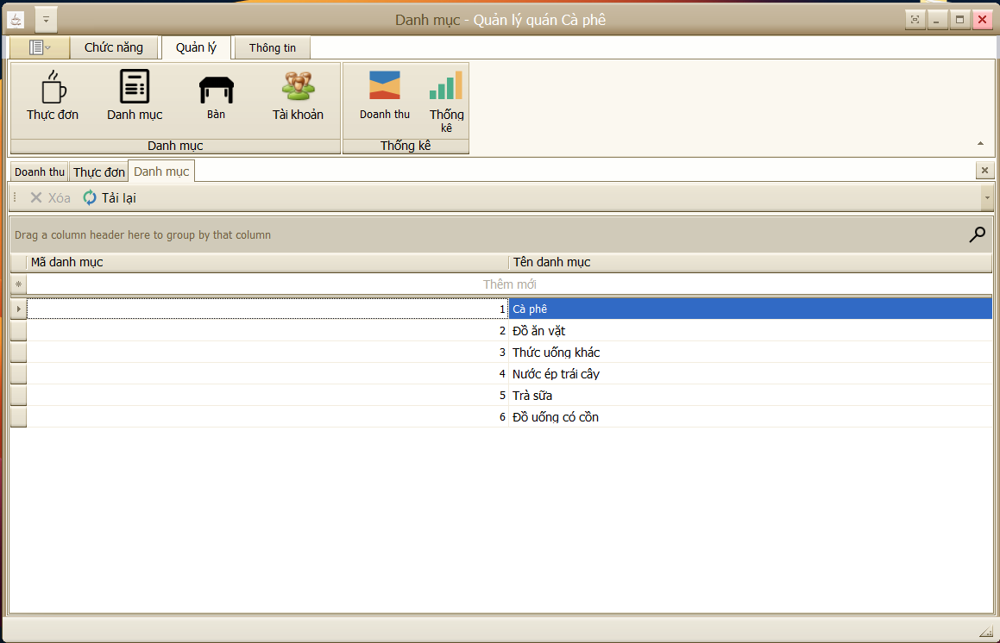 Danh mục - Quản lý quán Cà phê
Chức năng
Quản lý
Thông tin
Thực đơn
Danh mục
Bàn
Tài khoản
Doanh thu
Thống
kê
Danh mục
Thống kê
Doanh thu
Thực đơn
Danh mục
Xóa
Tải lại
Drag a column header here to group by that column
Mã danh mục
Tên danh mục
Thêm mới
1 Cà phê
2 Đồ ăn vặt
3 Thức uống khác
4 Nước ép trái cây
5 Trà sữa
6 Đồ uống có cồn